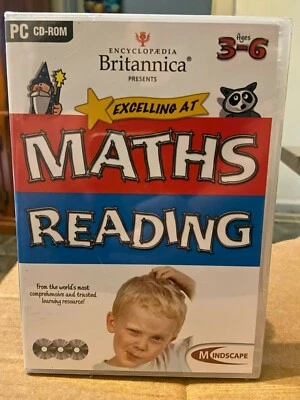 PC CD-ROM
ENCYCLOPÆDIA
Britannica®
PRESENTS
Ages
3-6
EXCELLING AT
MATHS
READING
from the world's most
comprehensive and trusted
learning resource!
MINDSCAPE